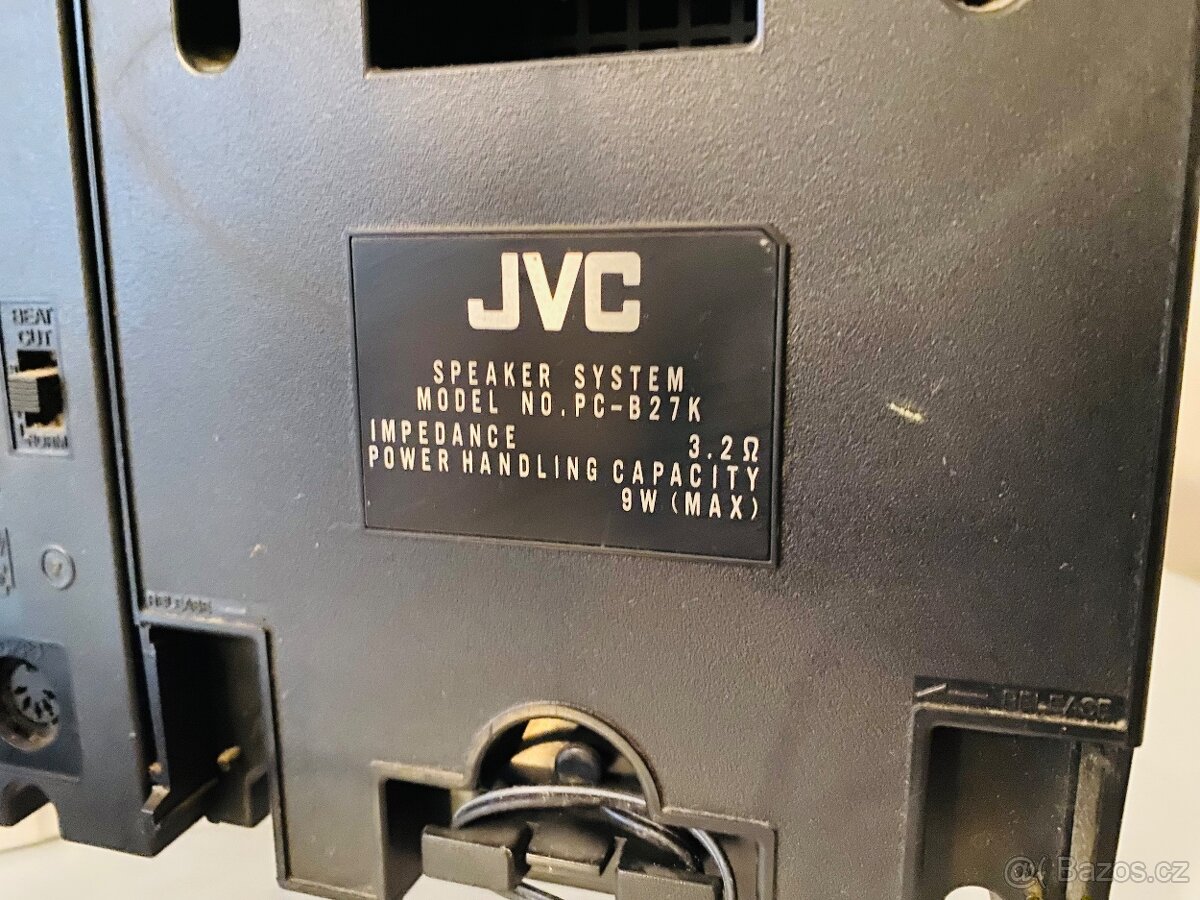 BEAT
CUT
JVC
SPEAKER SYSTEM
MODEL NO. PC-B27K
IMPEDANCE 3.2Ω
POWER HANDLING CAPACITY
9W (MAX)
RELEASE
RELEASE
Bazos.cz